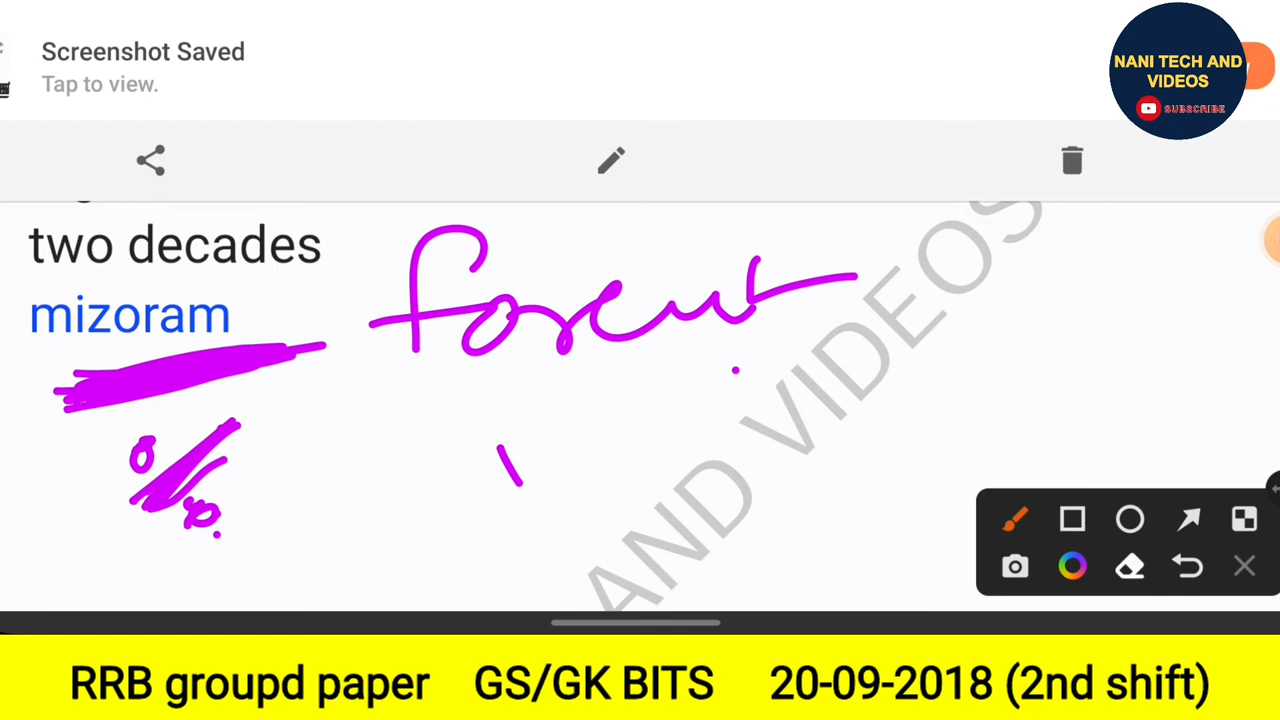 Screenshot Saved
Tap to view.
NANI TECH AND
VIDEOS
SUBSCRIBE
two decades
mizoram
%
AND VIDEOS
RRB groupd paper GS/GK BITS 20-09-2018 (2nd shift)